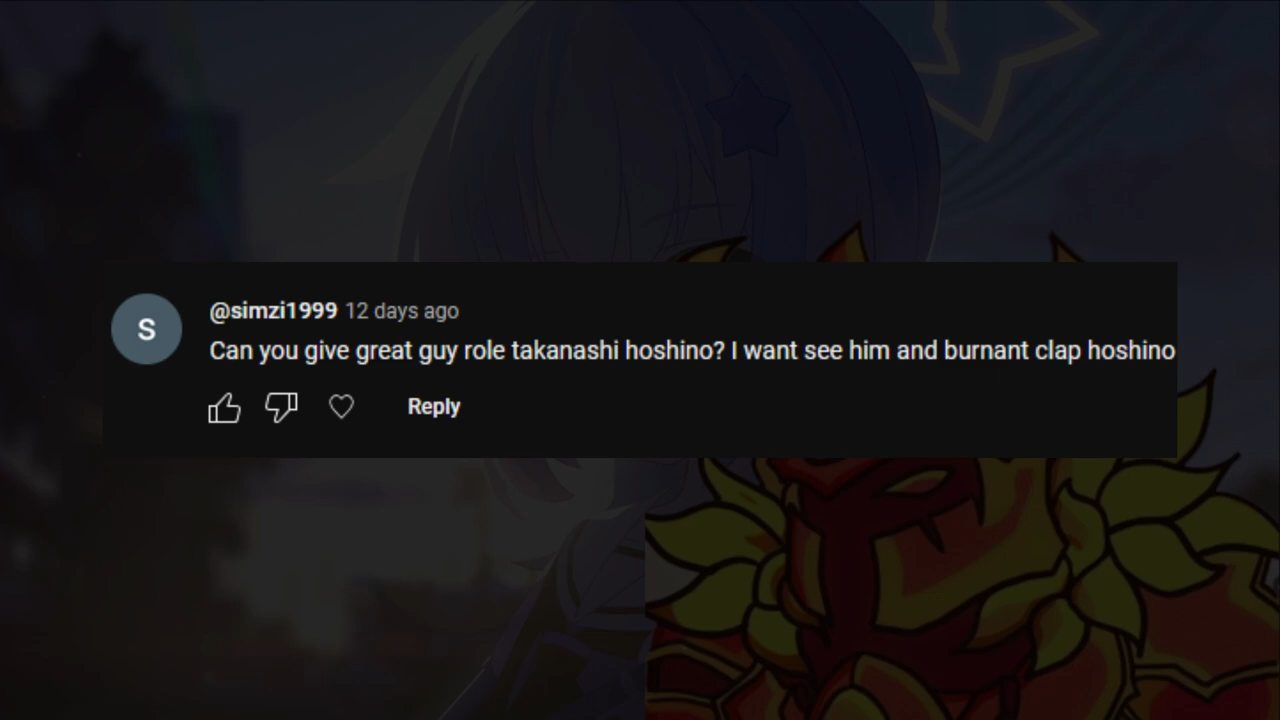 S
@simzi1999 12 days ago
Can you give great guy role takanashi hoshino? I want see him and burnant clap hoshino
Reply